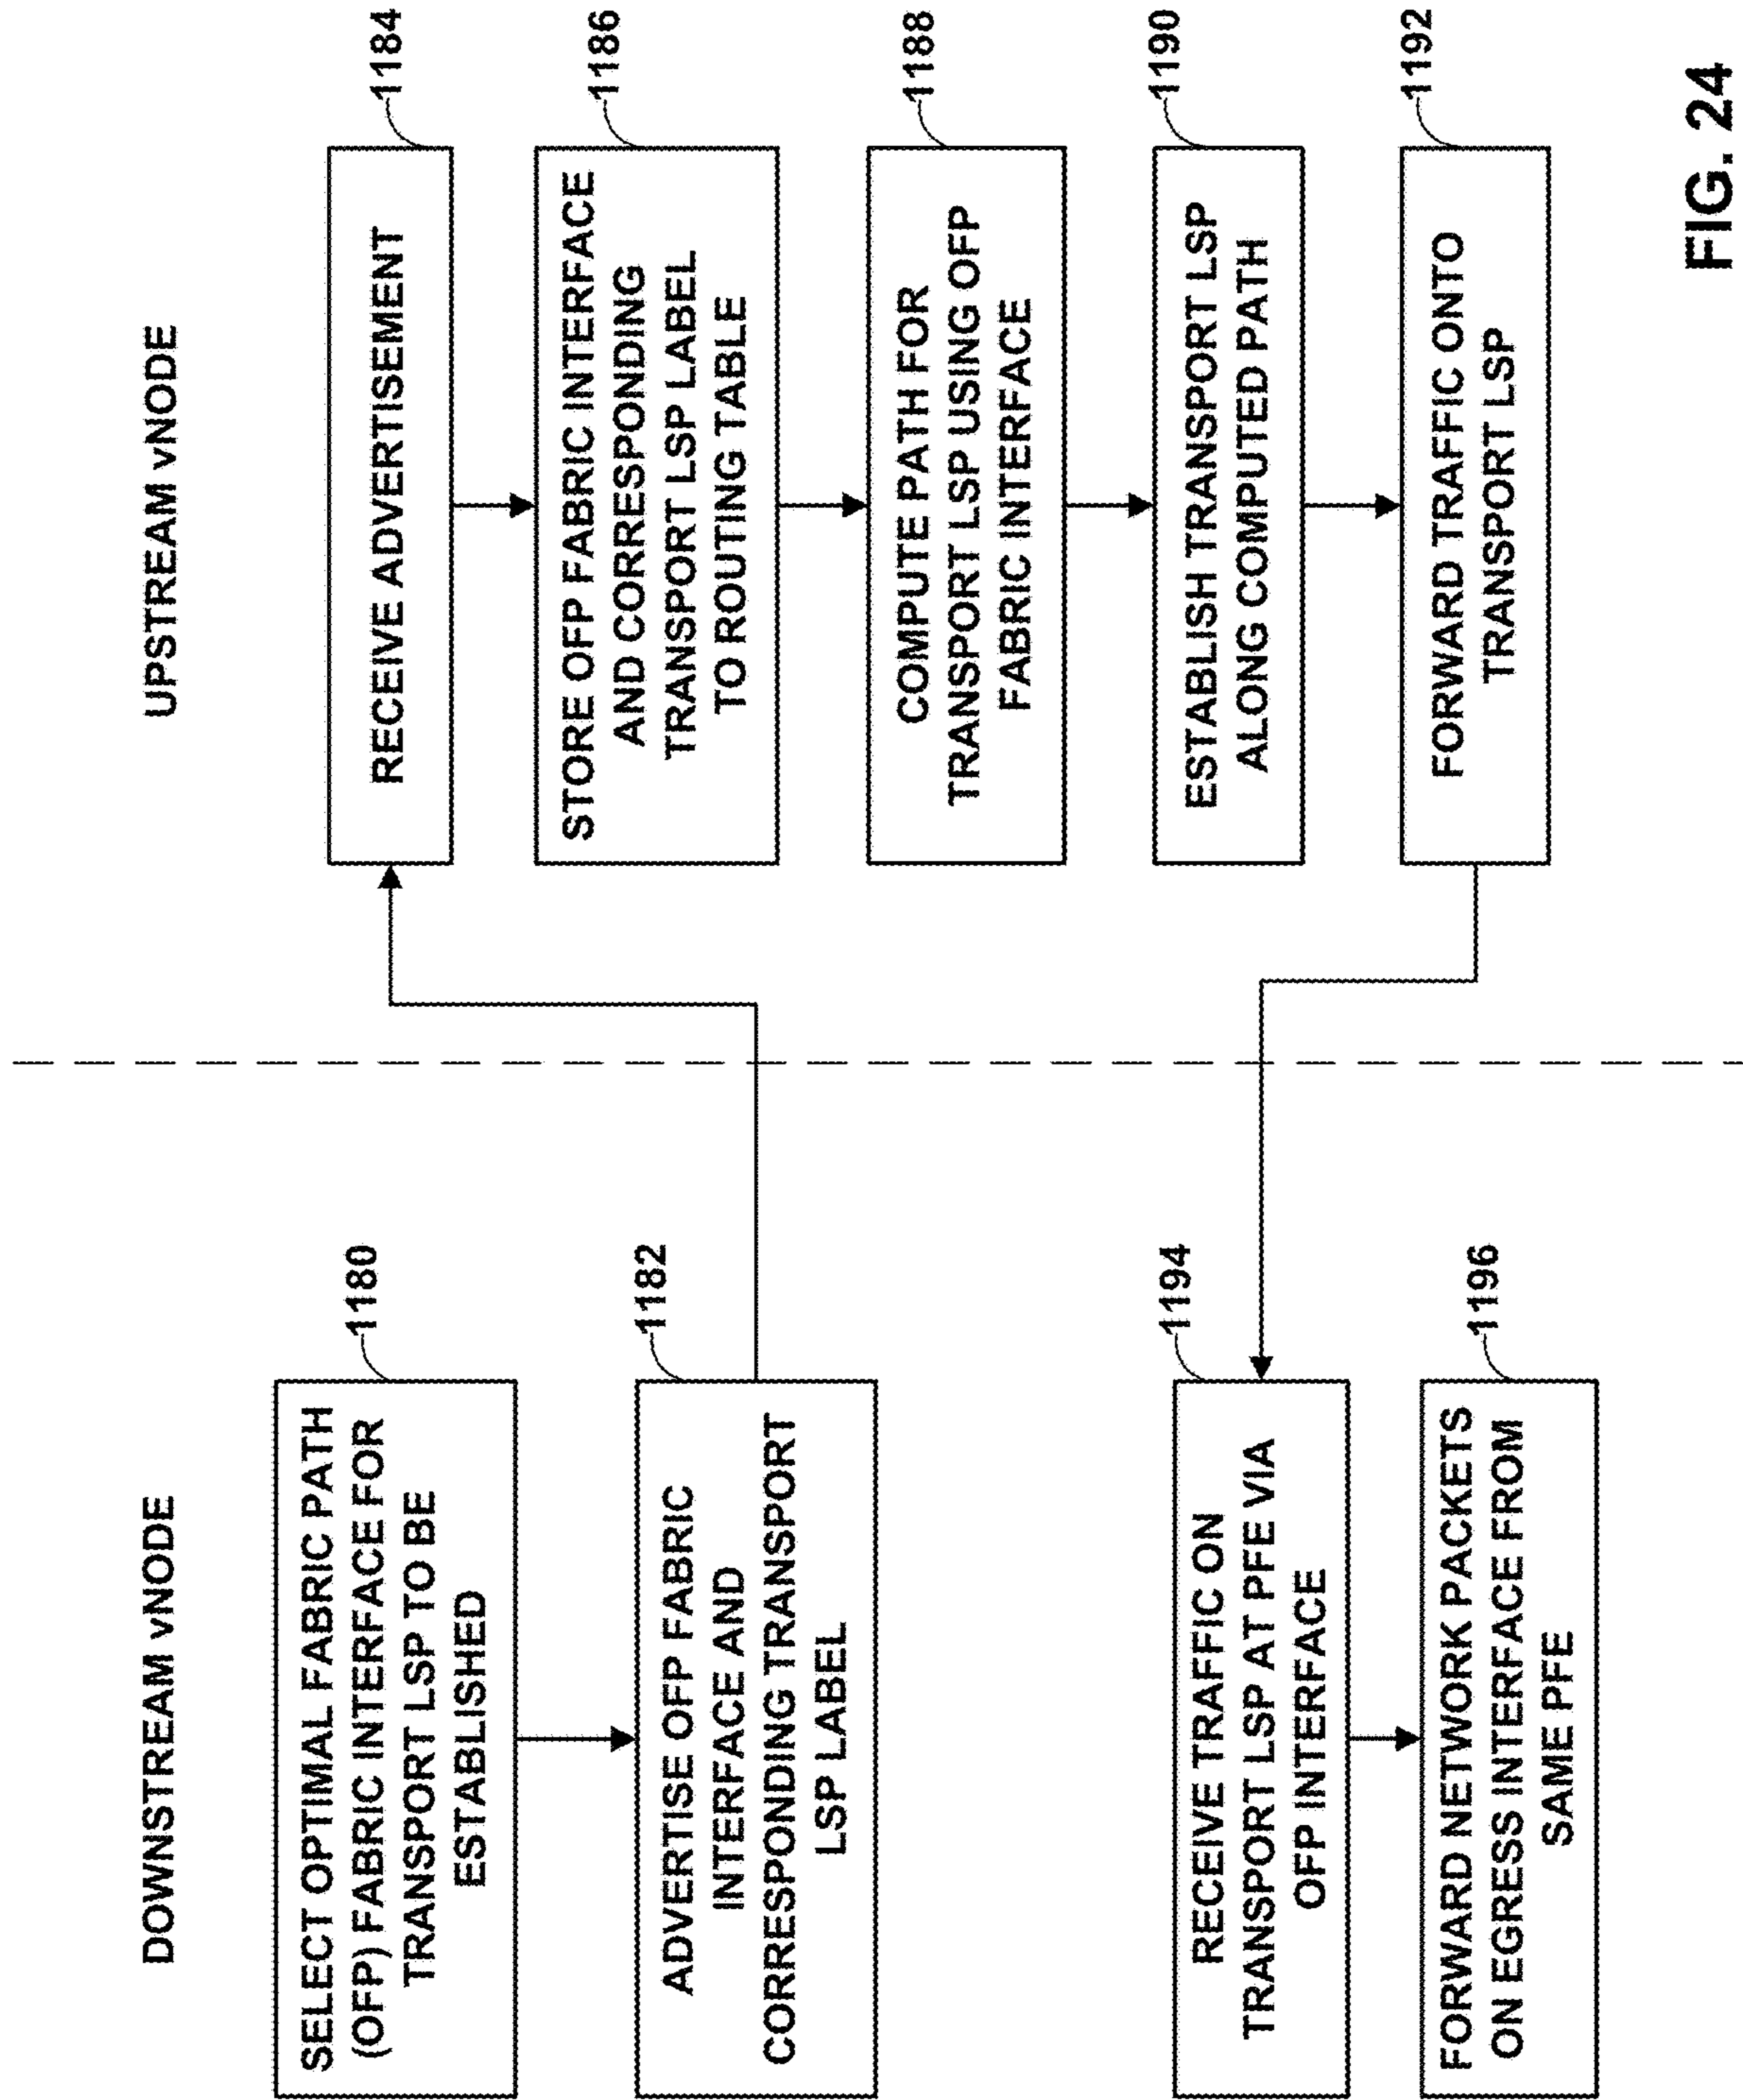 DOWNSTREAM vNODE
UPSTREAM vNODE
SELECT OPTIMAL FABRIC PATH
(OFP) FABRIC INTERFACE FOR
TRANSPORT LSP TO BE
ESTABLISHED
1180
ADVERTISE OFP FABRIC
INTERFACE AND
CORRESPONDING TRANSPORT
LSP LABEL
1182
RECEIVE ADVERTISEMENT
1184
STORE OFP FABRIC INTERFACE
AND CORRESPONDING
TRANSPORT LSP LABEL
TO ROUTING TABLE
1186
COMPUTE PATH FOR
TRANSPORT LSP USING OFP
FABRIC INTERFACE
1188
ESTABLISH TRANSPORT LSP
ALONG COMPUTED PATH
1190
FORWARD TRAFFIC ONTO
TRANSPORT LSP
1192
RECEIVE TRAFFIC ON
TRANSPORT LSP AT PFE VIA
OFP INTERFACE
1194
FORWARD NETWORK PACKETS
ON EGRESS INTERFACE FROM
SAME PFE
1196
FIG. 24